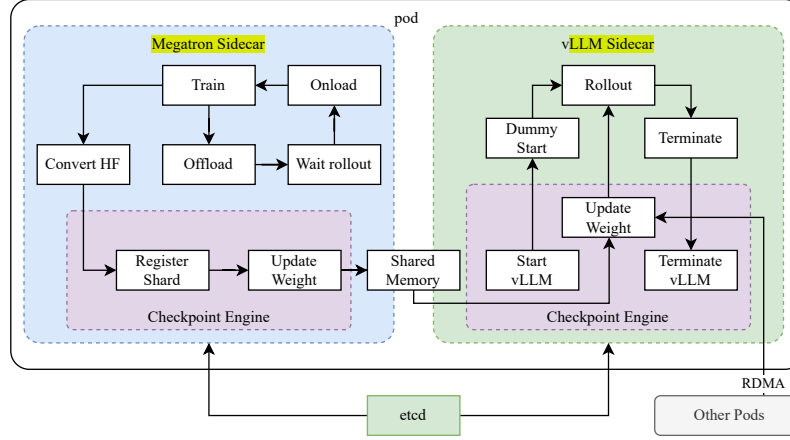 pod
Megatron Sidecar
Train
Onload
Convert HF
Offload
Wait rollout
Register
Shard
Update
Weight
Checkpoint Engine
Shared
Memory
vLLM Sidecar
Rollout
Dummy
Start
Terminate
Update
Weight
Start
vLLM
Terminate
vLLM
Checkpoint Engine
RDMA
etcd
Other Pods